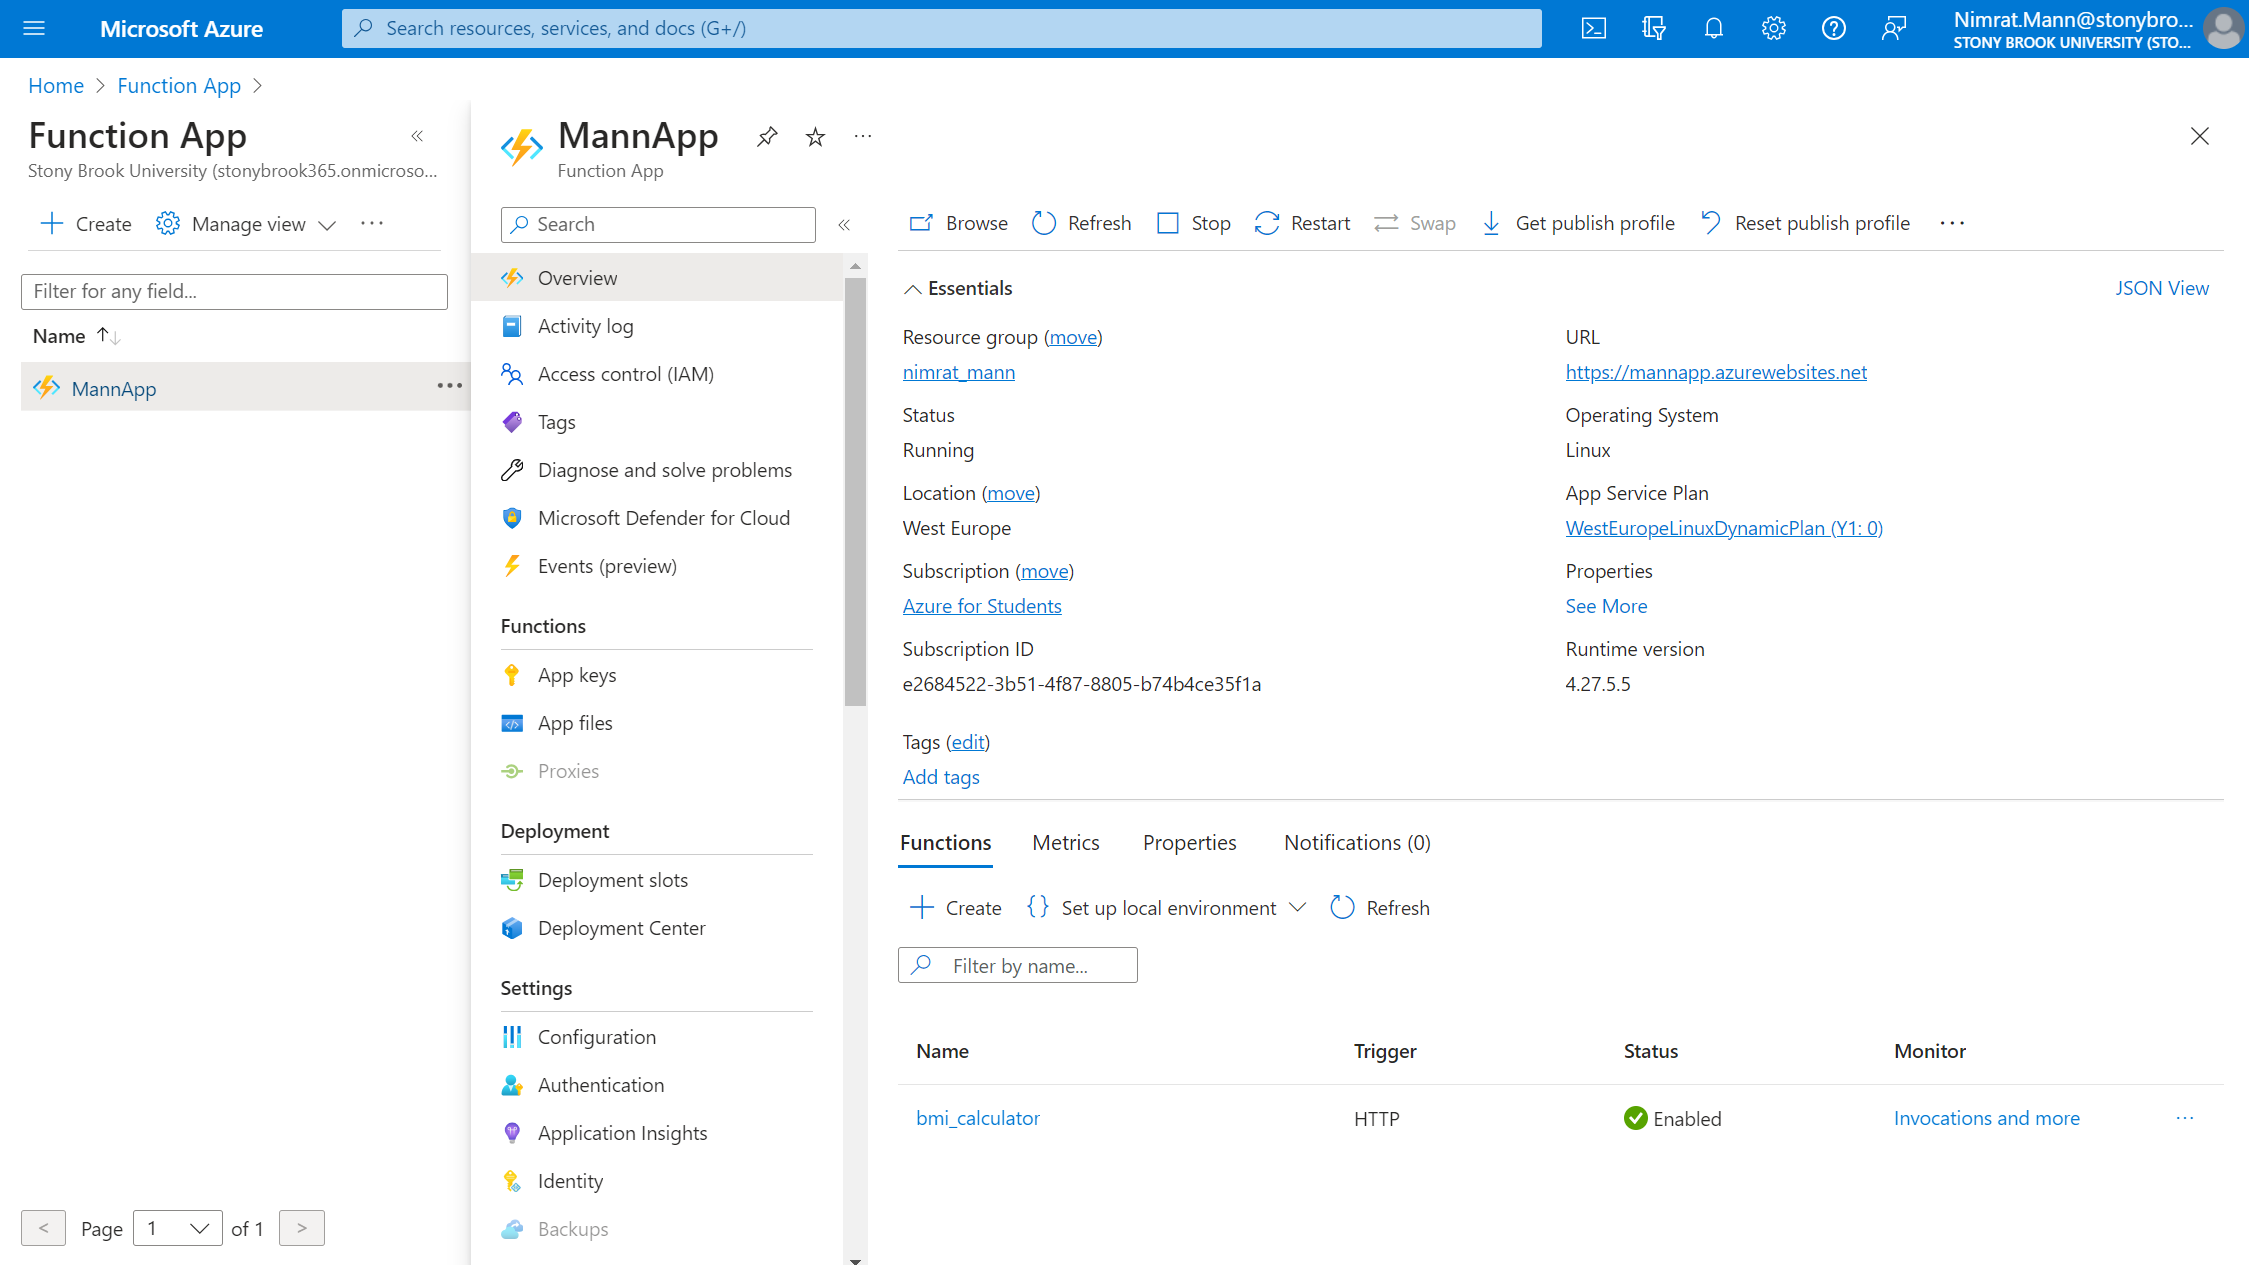 Microsoft Azure
Search resources, services, and docs (G+/)
Nimrat.Mann@stonybro...
STONY BROOK UNIVERSITY (STO...
Home
Function App
Function App
Stony Brook University (stonybrook365.onmicroso...
Create
Manage view
Filter for any field...
Name
MannApp
Page
1
of 1
MannApp
Function App
Search
Overview
Activity log
Access control (IAM)
Tags
Diagnose and solve problems
Microsoft Defender for Cloud
Events (preview)
Functions
App keys
App files
Proxies
Deployment
Deployment slots
Deployment Center
Settings
Configuration
Authentication
Application Insights
Identity
Backups
Browse
Refresh
Stop
Restart
Swap
Get publish profile
Reset publish profile
Essentials
JSON View
Resource group (move)
nimrat_mann
Status
Running
Location (move)
West Europe
Subscription (move)
Azure for Students
Subscription ID
e2684522-3b51-4f87-8805-b74b4ce35f1a
Tags (edit)
Add tags
URL
https://mannapp.azurewebsites.net
Operating System
Linux
App Service Plan
WestEuropeLinuxDynamicPlan (Y1: 0)
Properties
See More
Runtime version
4.27.5.5
Functions
Metrics
Properties
Notifications (0)
Create
Set up local environment
Refresh
Filter by name...
Name
Trigger
Status
Monitor
bmi_calculator
HTTP
Enabled
Invocations and more